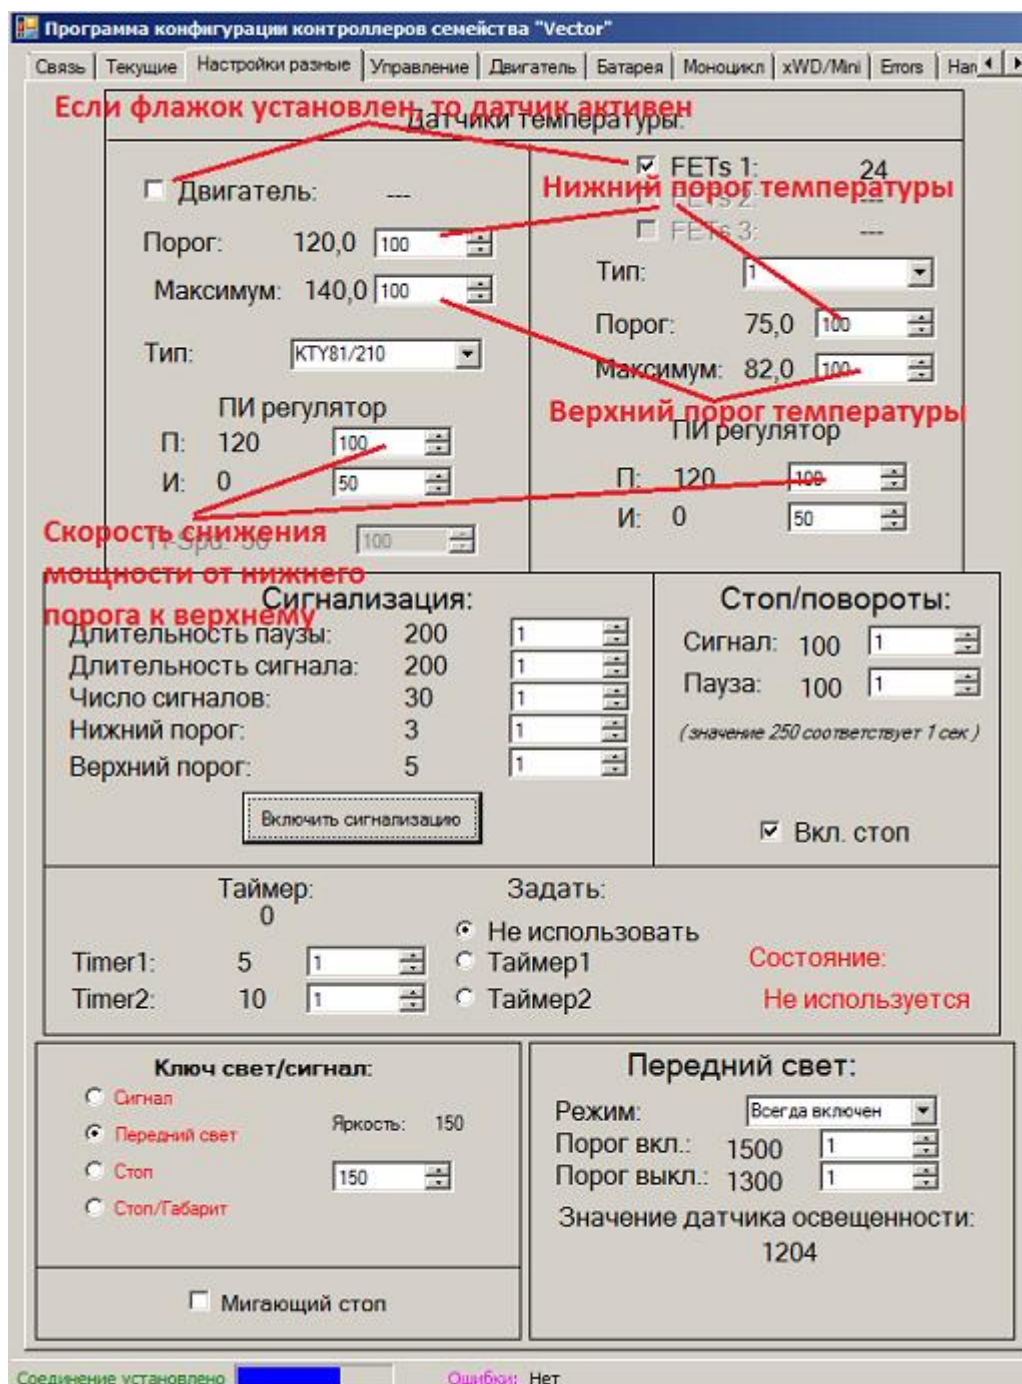 Программа конфигурации контроллеров семейства "Vector"
Связь Текущие Настройки разные Управление Двигатель Батарея Моноцикл xWD/Mini Errors Har
Если флажок установлен, то датчик активен
Датчики температуры:
Двигатель: ---
FETs 1: 24
Нижний порог температуры
FETs 2: ---
FETs 3: ---
Порог: 120,0 100
Максимум: 140,0 100
Тип: 1
Порог: 75,0 100
Тип: KTY81/210
Максимум: 82,0 100
Верхний порог температуры
ПИ регулятор
П: 120 100
И: 0 50
ПИ регулятор
П: 120 100
И: 0 50
Скорость снижения
мощности от нижнего
порога к верхнему
100
Сигнализация:
Длительность паузы: 200 1
Длительность сигнала: 200 1
Число сигналов: 30 1
Нижний порог: 3 1
Верхний порог: 5 1
Включить сигнализацию
Стоп/повороты:
Сигнал: 100 1
Пауза: 100 1
( значение 250 соответствует 1 сек )
Вкл. стоп
Таймер:
0
Timer1: 5 1
Timer2: 10 1
Задать:
Не использовать
Таймер1
Таймер2
Состояние:
Не используется
Ключ свет/сигнал:
Сигнал
Передний свет
Стоп
Стоп/Габарит
Яркость: 150
150
Мигающий стоп
Передний свет:
Режим: Всегда включен
Порог вкл.: 1500 1
Порог выкл.: 1300 1
Значение датчика освещенности:
1204
Соединение установлено
Ошибки: Нет